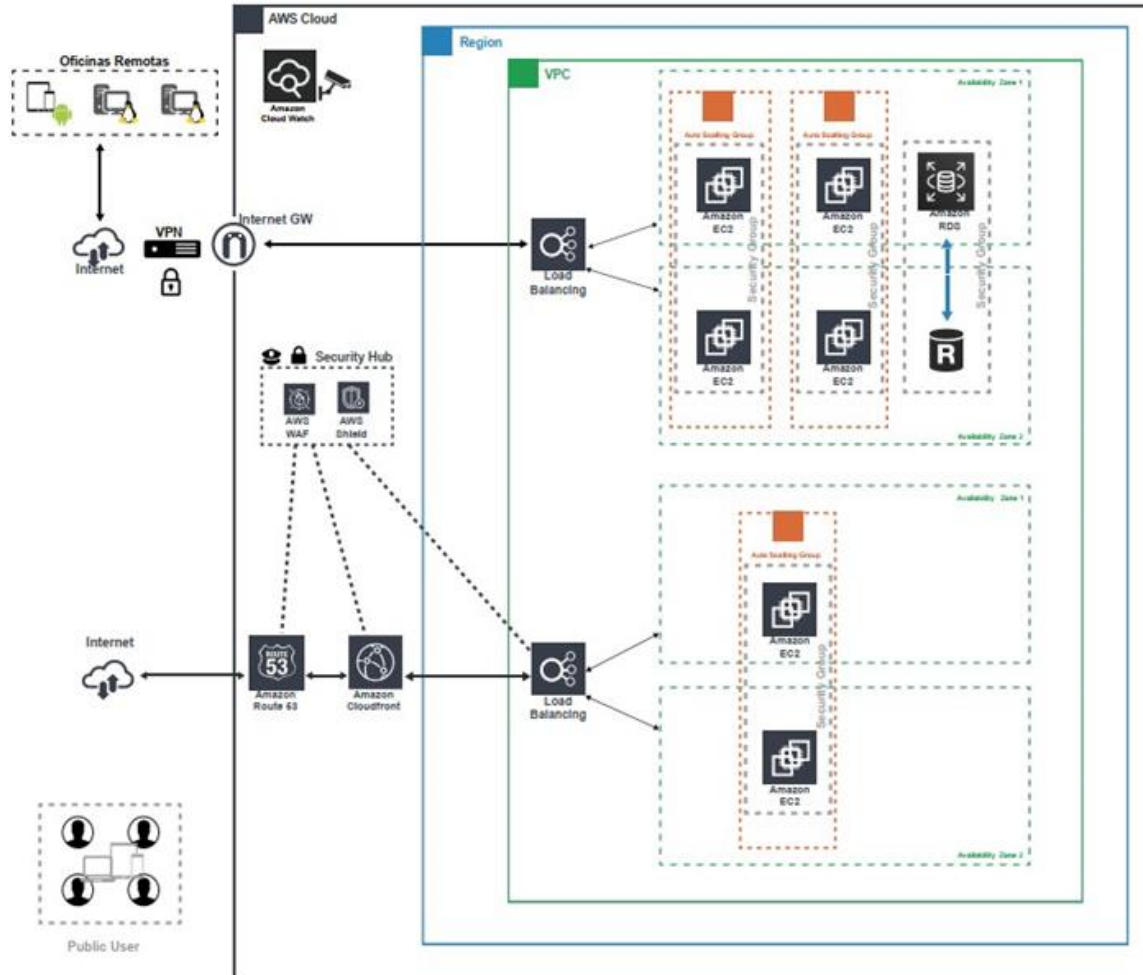 AWS Cloud
Region
VPC
Oficinas Remotas
Amazon
Cloud Watch
Availability Zone 1
Auto Scalling Group
Auto Scalling Group
Amazon
EC2
Amazon
EC2
Amazon
RDS
Security Group
Security Group
Security Group
Internet
VPN
Internet GW
Load
Balancing
Amazon
EC2
Amazon
EC2
R
Availability Zone 2
Security Hub
AWS
WAF
AWS
Shield
Availability Zone 1
Auto Scalling Group
Amazon
EC2
Security Group
Internet
ROUTE
53
Amazon
Route 53
Amazon
Cloudfront
Load
Balancing
Amazon
EC2
Availability Zone 2
Public User